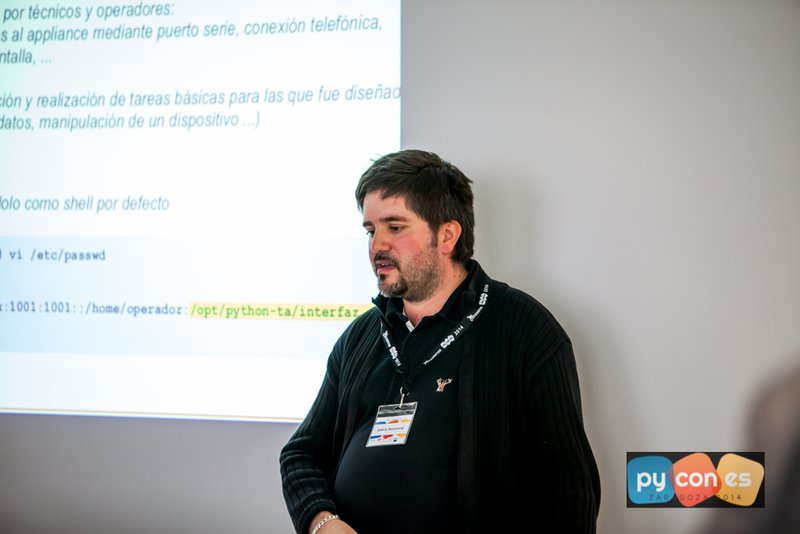 por técnicos y operadores:
s al appliance mediante puerto serie, conexión telefónica,
ntalla, ...
ción y realización de tareas básicas para las que fue diseñad
datos, manipulación de un dispositivo ...)
dolo como shell por defecto
vi /etc/passwd
:1001:1001::/home/operador:/opt/python-ta/interfaz
2014
py con es
ZARAGOZA 2014